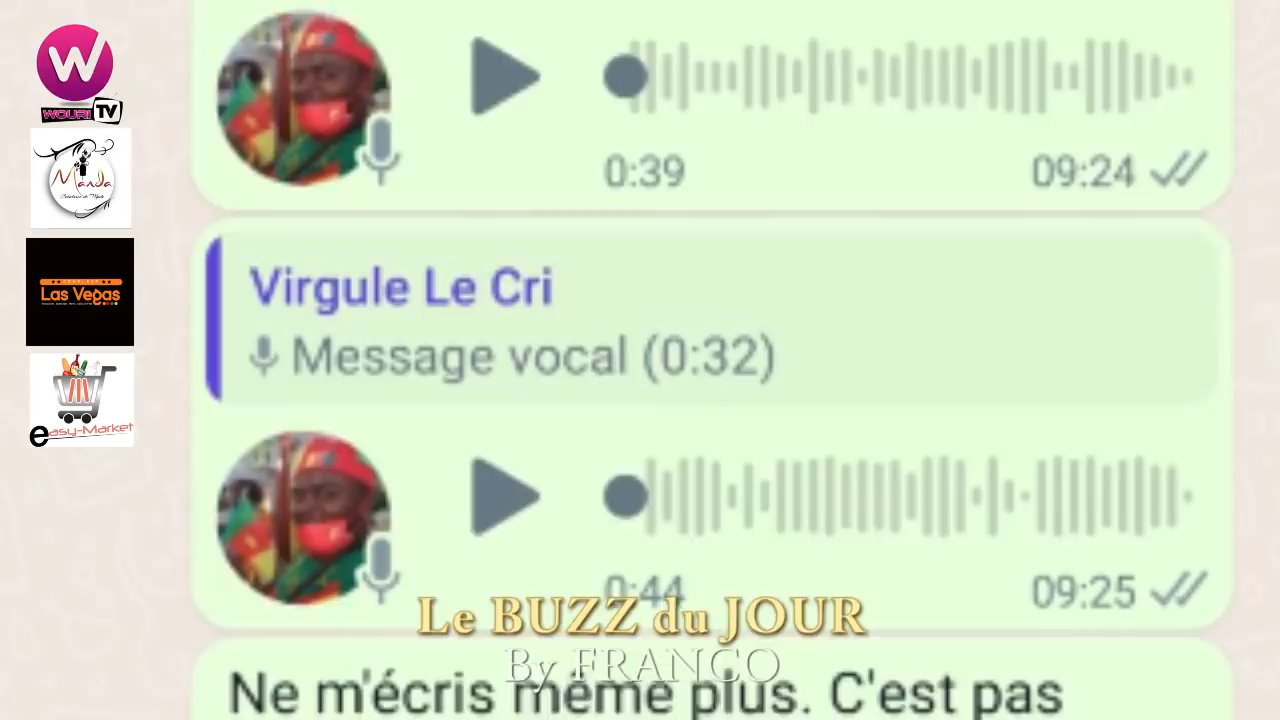 W
WOURI TV
Manda
Las Vegas
easy-Market
0:39
09:24
Virgule Le Cri
Message vocal (0:32)
0:44
09:25
Le BUZZ du JOUR
By FRANCO
Ne m'écris même plus. C'est pas